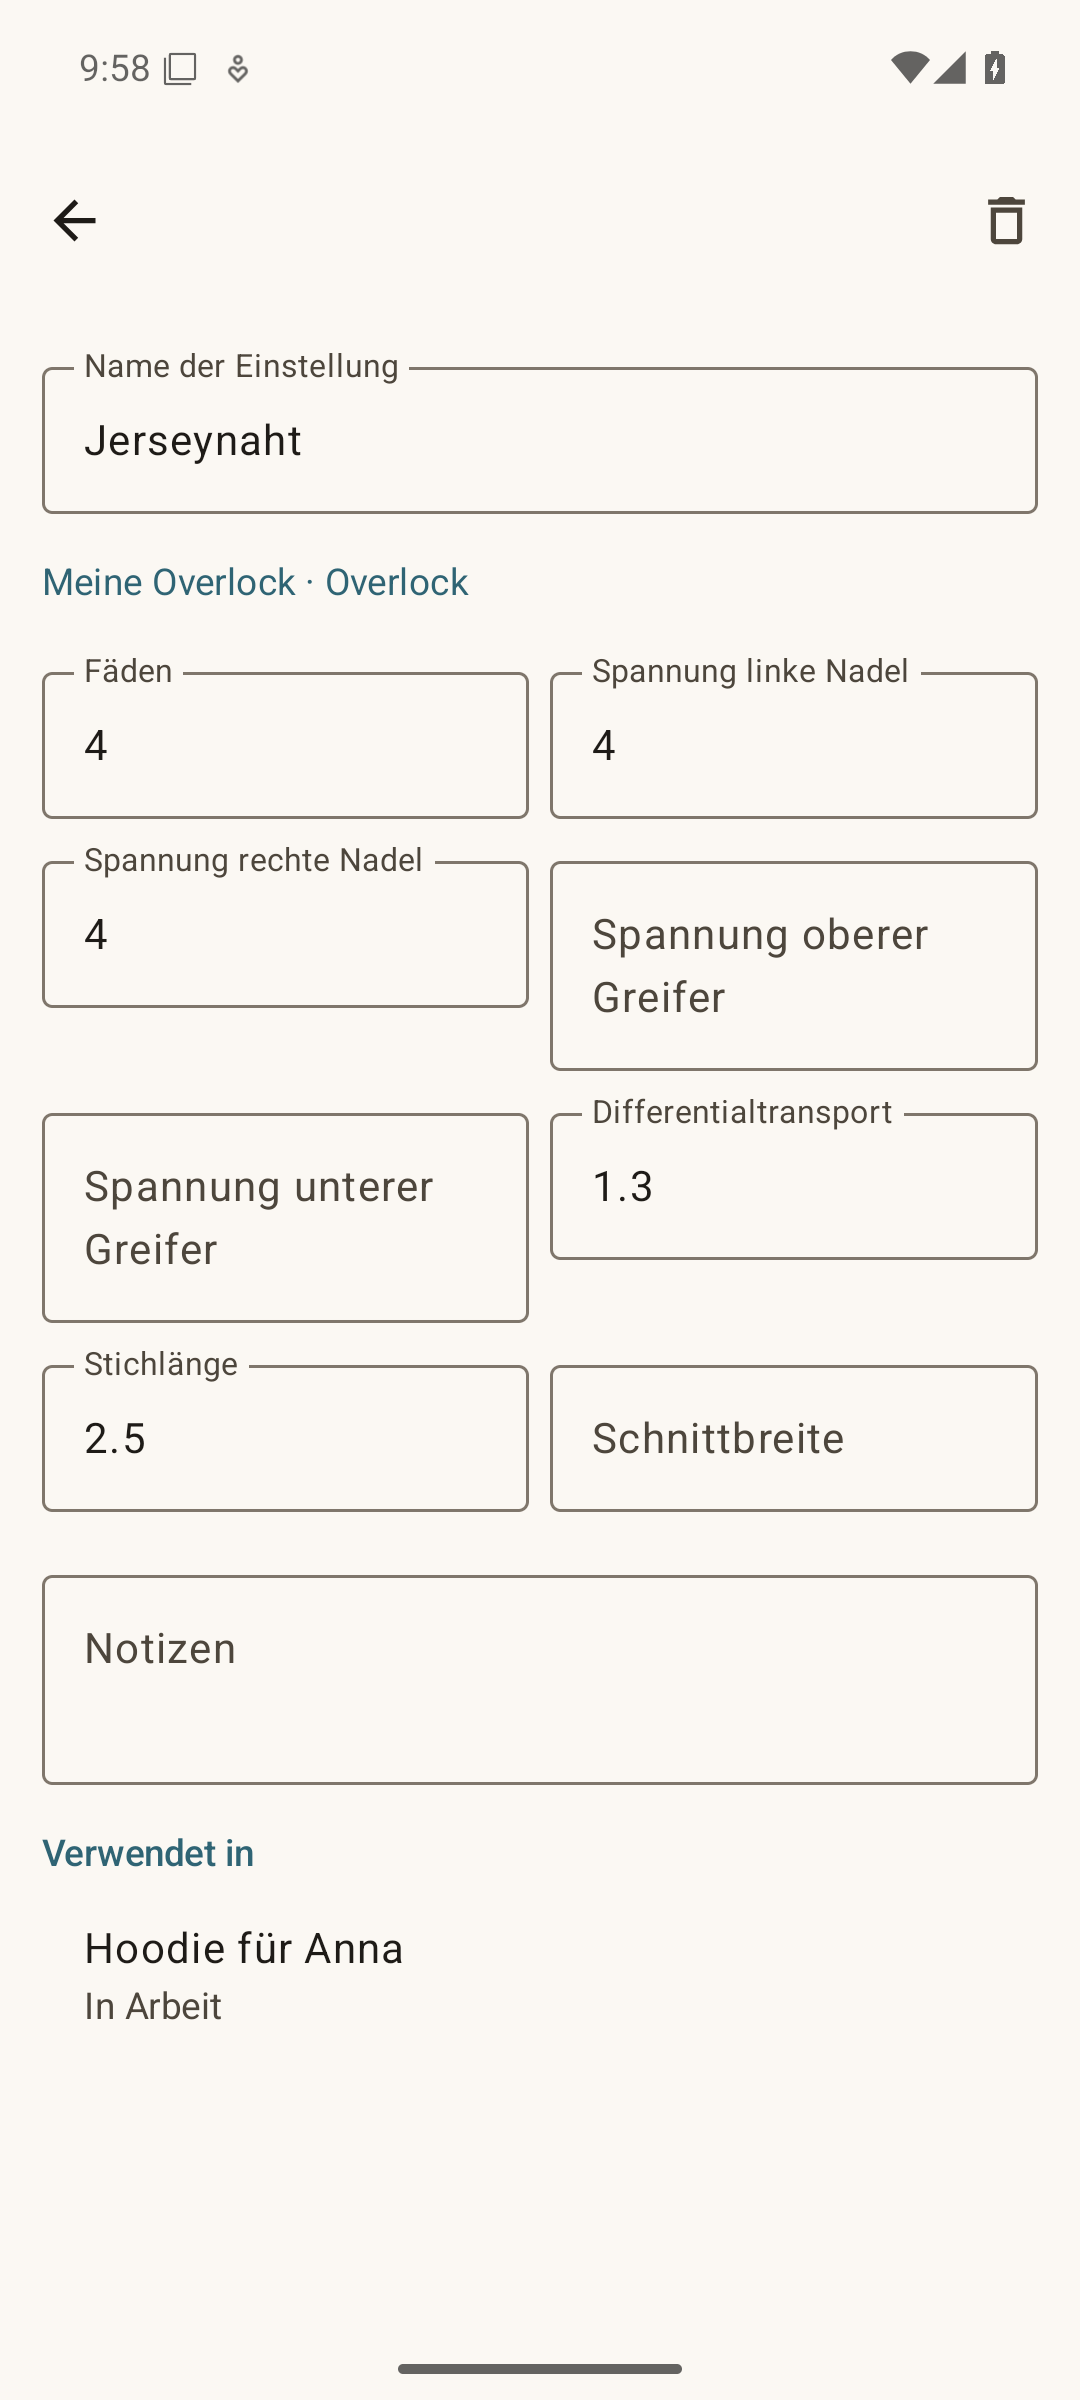 9:58
Name der Einstellung
Jerseynaht
Meine Overlock · Overlock
Fäden
4
Spannung linke Nadel
4
Spannung rechte Nadel
4
Spannung oberer
Greifer
Spannung unterer
Greifer
Differentialtransport
1.3
Stichlänge
2.5
Schnittbreite
Notizen
Verwendet in
Hoodie für Anna
In Arbeit